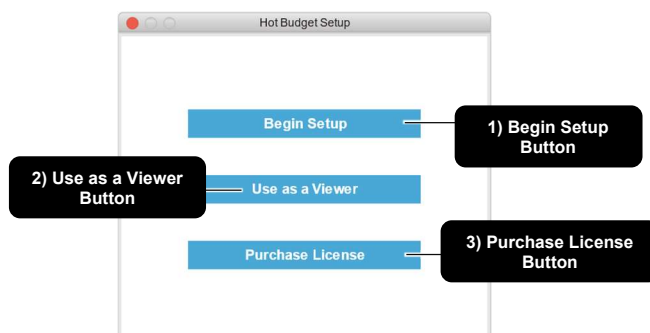 Hot Budget Setup
Begin Setup
1) Begin Setup
Button
2) Use as a Viewer
Button
Use as a Viewer
Purchase License
3) Purchase License
Button